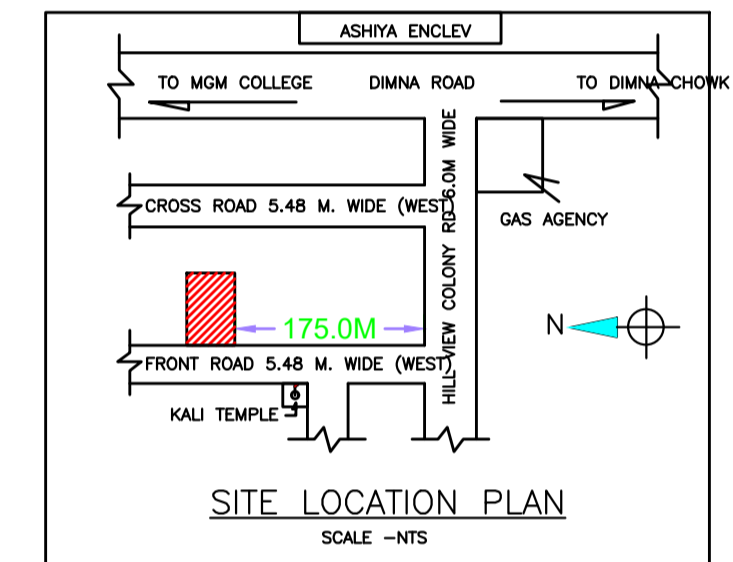 ASHIYA ENCLEV
TO MGM COLLEGE
DIMNA ROAD
TO DIMNA CHOWK
HILL VIEW COLONY RD 6.0M WIDE
CROSS ROAD 5.48 M. WIDE (WEST)
GAS AGENCY
175.0M
N
FRONT ROAD 5.48 M. WIDE (WEST)
KALI TEMPLE
SITE LOCATION PLAN
SCALE -NTS